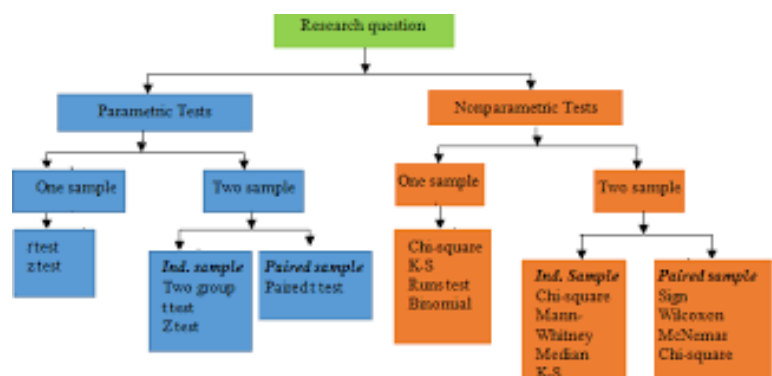 Research question
Parametric Tests
Nonparametric Tests
One sample
Two sample
One sample
Two sample
t test
z test
Ind. sample
Two group
t test
Z test
Paired sample
Paired t test
Chi-square
K-S
Runs test
Binomial
Ind. Sample
Chi-square
Mann-
Whitney
Median
K-S
Paired sample
Sign
Wilcoxon
McNemar
Chi-square